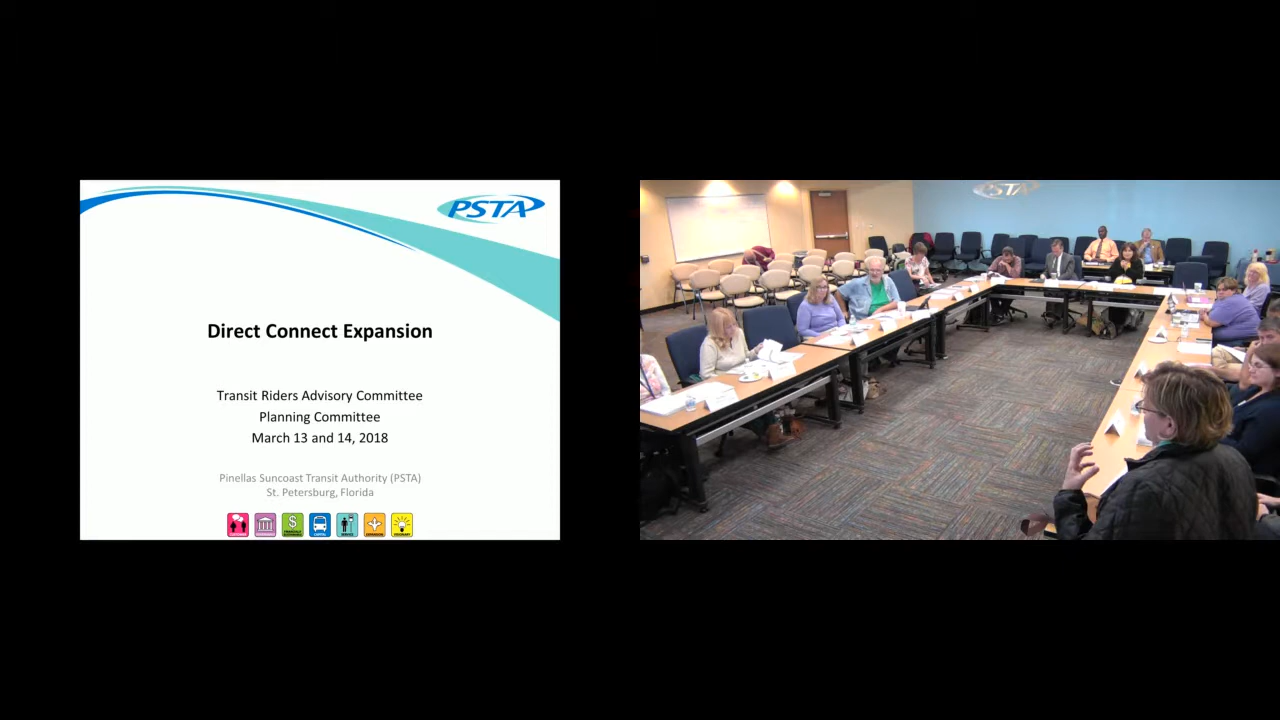 PSTA
Direct Connect Expansion
Transit Riders Advisory Committee
Planning Committee
March 13 and 14, 2018
Pinellas Suncoast Transit Authority (PSTA)
St. Petersburg, Florida
PSTA